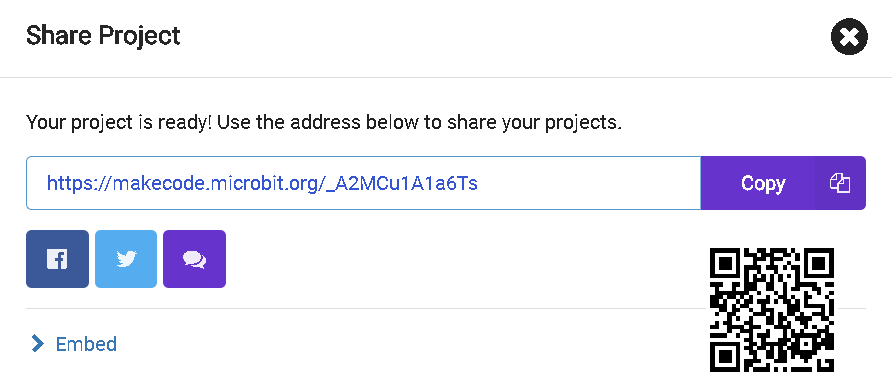 Share Project
Your project is ready! Use the address below to share your projects.
https://makecode.microbit.org/_A2MCu1A1a6Ts
Copy
Embed